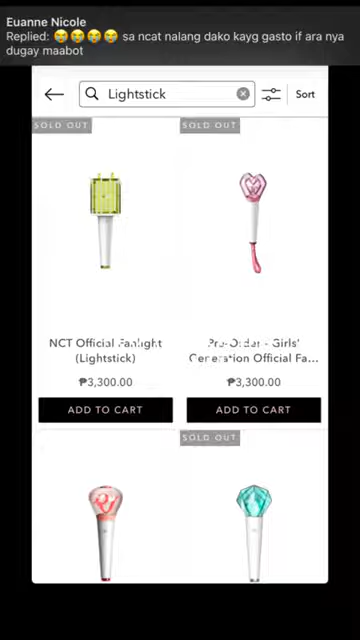 Euanne Nicole
Replied: 😭😭😭😭 sa ncat nalang dako kayg gasto if ara nya
dugay maabot
Lightstick
Sort
SOLD OUT
SOLD OUT
NCT Official Fanlight
(Lightstick)
₱3,300.00
ADD TO CART
Pre-Order - Girls'
Generation Official Fa...
₱3,300.00
ADD TO CART
SOLD OUT